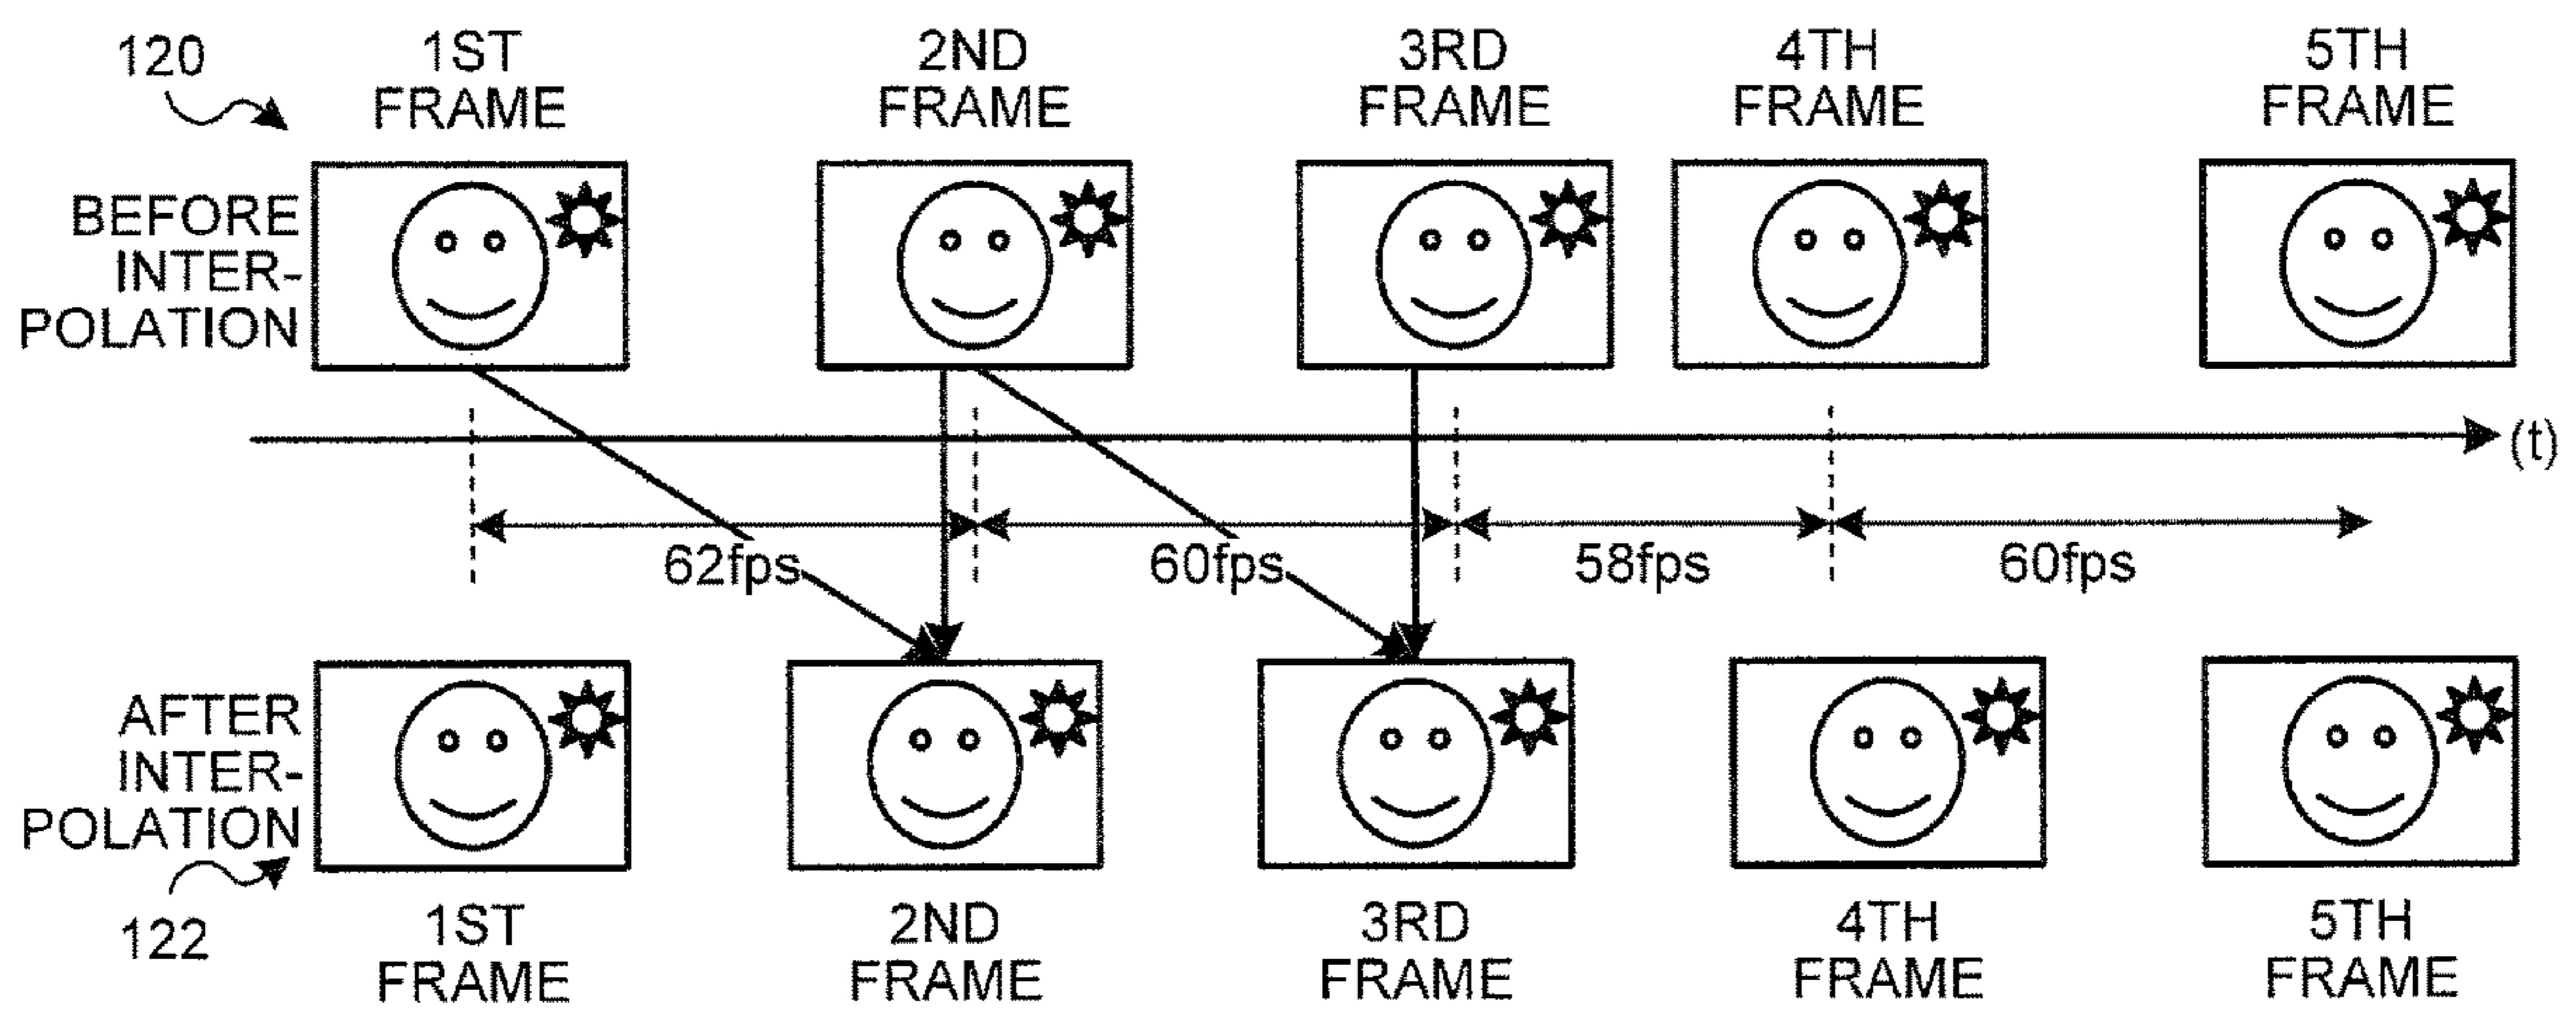 120
1ST
FRAME
2ND
FRAME
3RD
FRAME
4TH
FRAME
5TH
FRAME
BEFORE
INTER-
POLATION
(t)
62fps
60fps
58fps
60fps
AFTER
INTER-
POLATION
122
1ST
FRAME
2ND
FRAME
3RD
FRAME
4TH
FRAME
5TH
FRAME